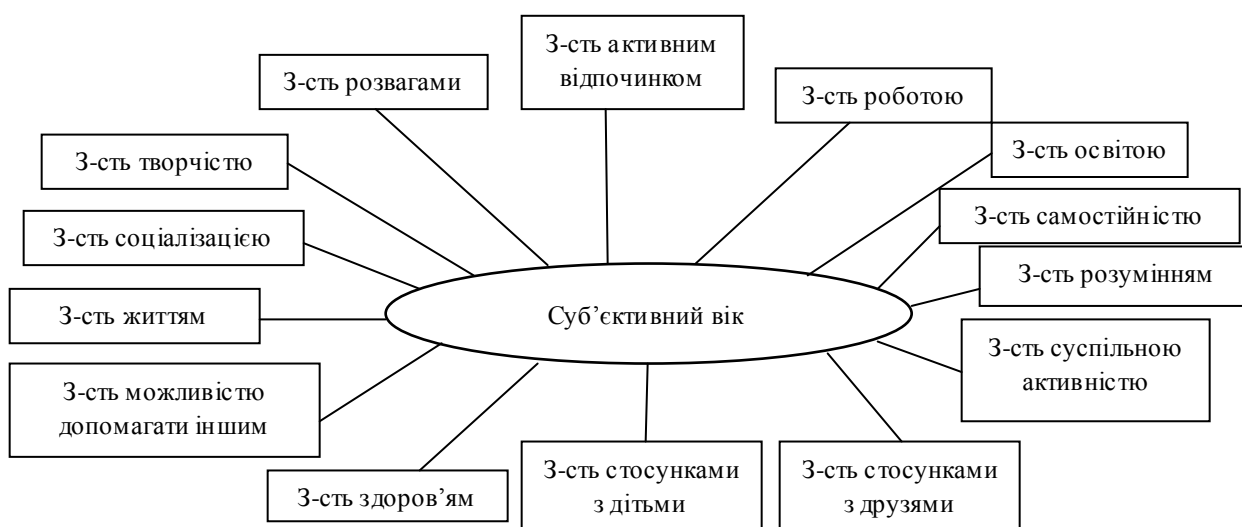 З-сть активним
відпочинком
З-сть розвагами
З-сть роботою
З-сть творчістю
З-сть освітою
З-сть соціалізацією
З-сть самостійністю
З-сть розумінням
З-сть життям
Суб’єктивний вік
З-сть суспільною
активністю
З-сть можливістю
допомагати іншим
З-сть здоров’ям
З-сть стосунками
з дітьми
З-сть стосунками
з друзями